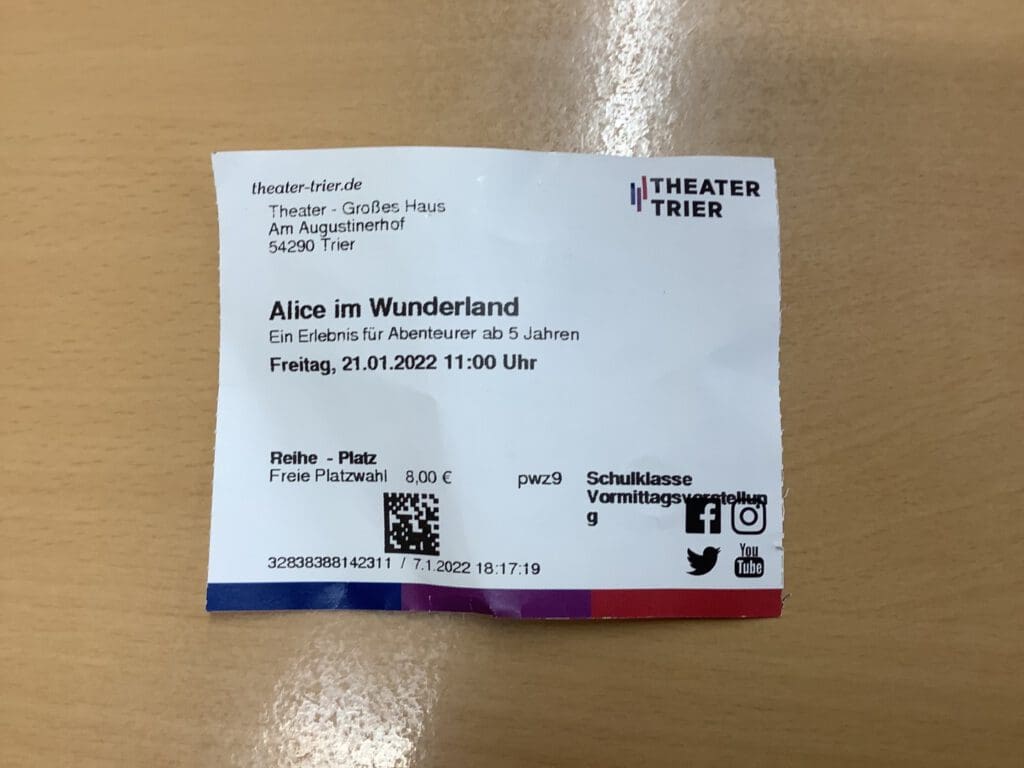 theater-trier.de
THEATER
TRIER
Theater - Großes Haus
Am Augustinerhof
54290 Trier
Alice im Wunderland
Ein Erlebnis für Abenteurer ab 5 Jahren
Freitag, 21.01.2022 11:00 Uhr
Reihe - Platz
Freie Platzwahl 8,00 € pwz9 Schulklasse
Vormittagsvorstellun
g
You
Tube
32838388142311 / 7.1.2022 18:17:19